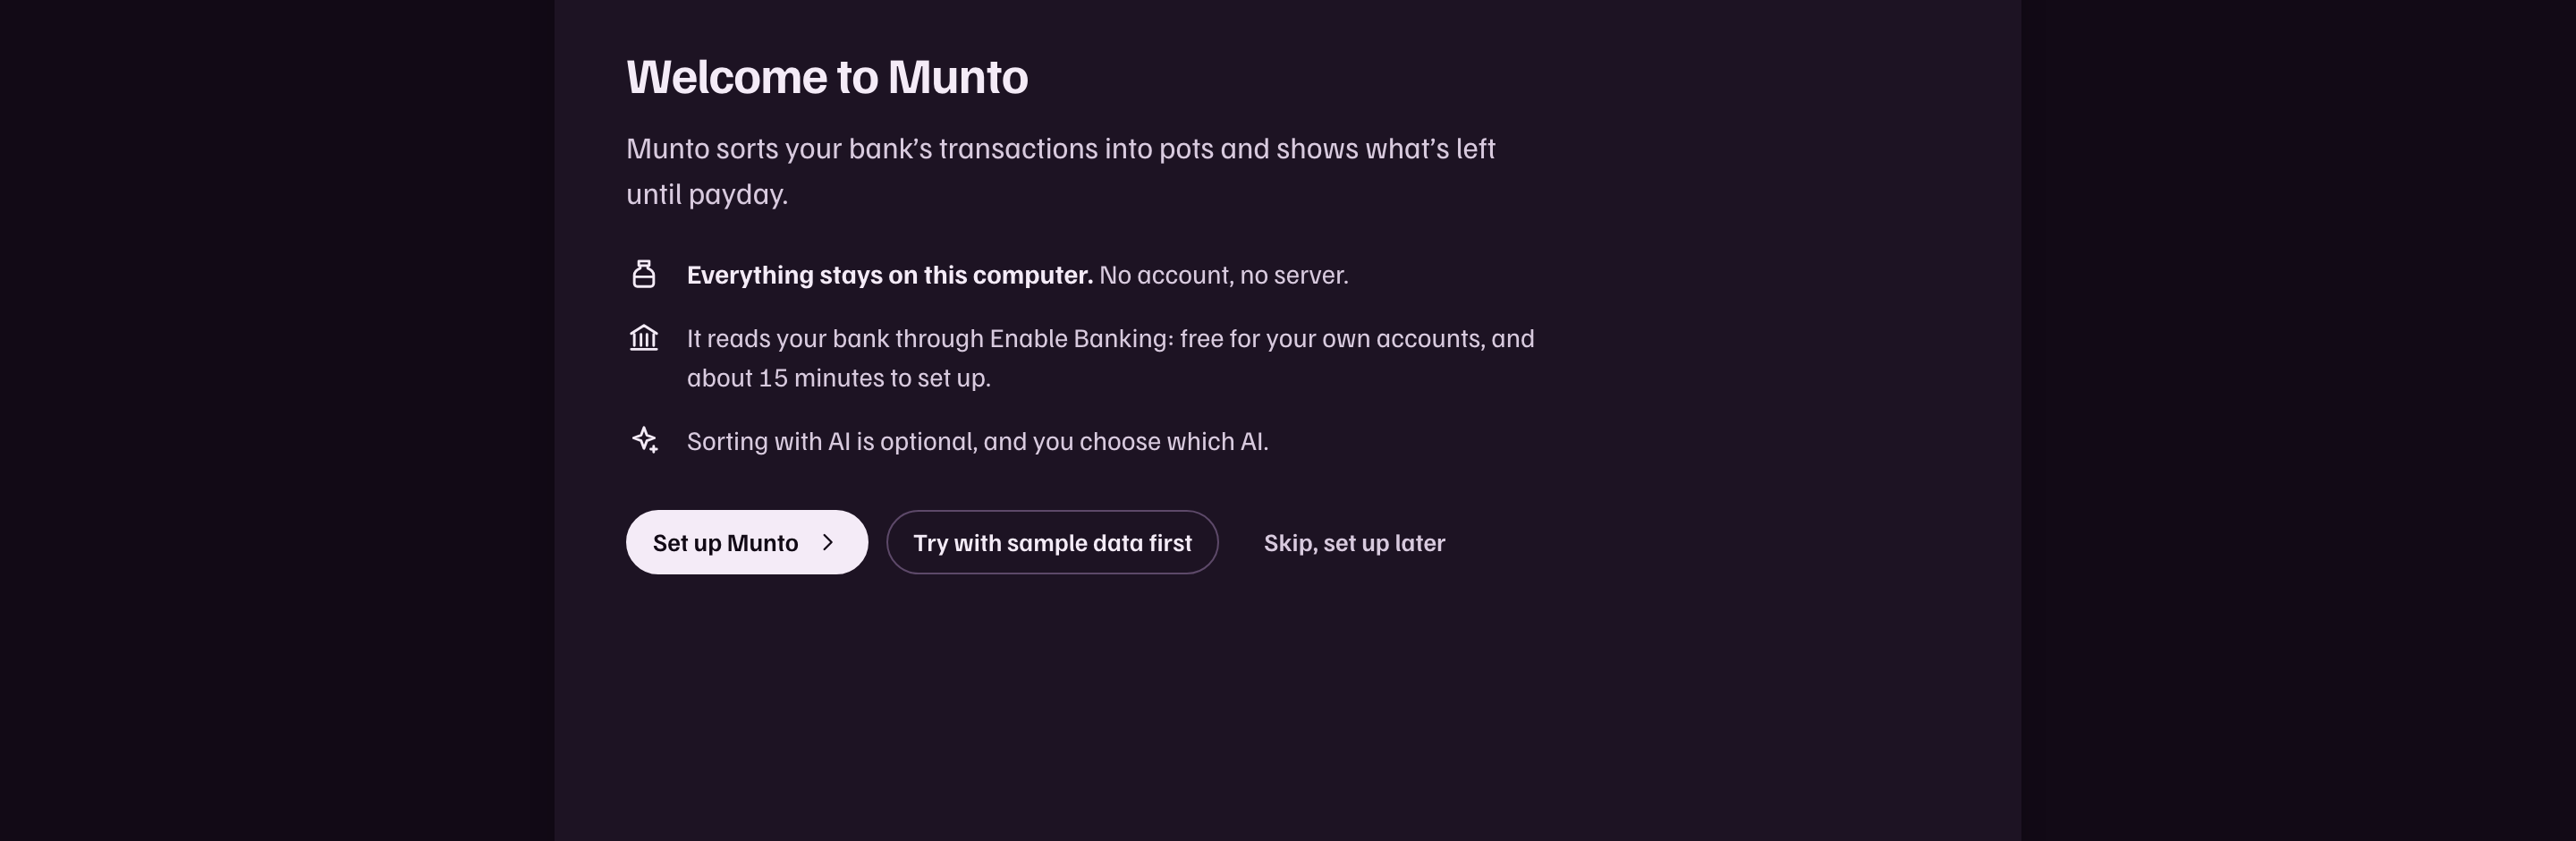 Welcome to Munto
Munto sorts your bank’s transactions into pots and shows what’s left
until payday.
Everything stays on this computer. No account, no server.
It reads your bank through Enable Banking: free for your own accounts, and
about 15 minutes to set up.
Sorting with AI is optional, and you choose which AI.
Set up Munto
Try with sample data first
Skip, set up later